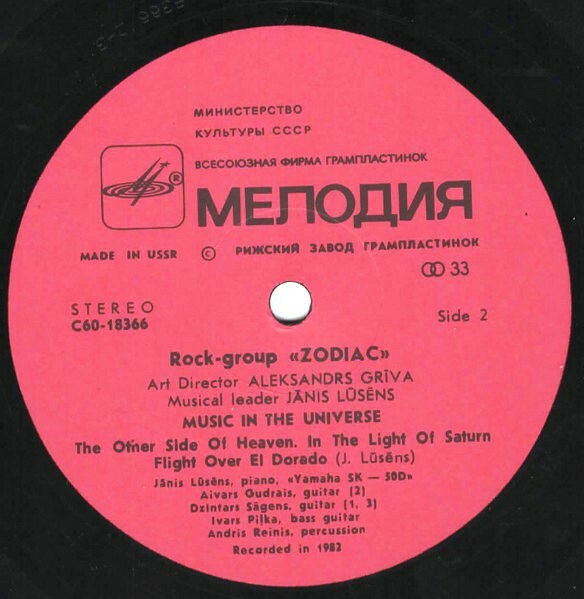 МИНИСТЕРСТВО
КУЛЬТУРЫ СССР
ВСЕСОЮЗНАЯ ФИРМА ГРАМПЛАСТИНОК
®
МЕЛОДИЯ
MADE IN USSR © РИЖСКИЙ ЗАВОД ГРАМПЛАСТИНОК
33
STEREO
C60-18366
Side 2
Rock-group «ZODIAC»
Art Director ALEKSANDRS GRĪVA
Musical leader JĀNIS LŪSĒNS
MUSIC IN THE UNIVERSE
The Otner Side Of Heaven. In The Light Of Saturn
Flight Over El Dorado (J. Lūsēns)
Jānis Lūsēns, piano, «Yamaha SK — 50D»
Aivars Gudrais, guitar [2]
Dzintars Sāgens, guitar [1, 3]
Ivars Piļka, bass guitar
Andris Reinis, percussion
Recorded in 1982